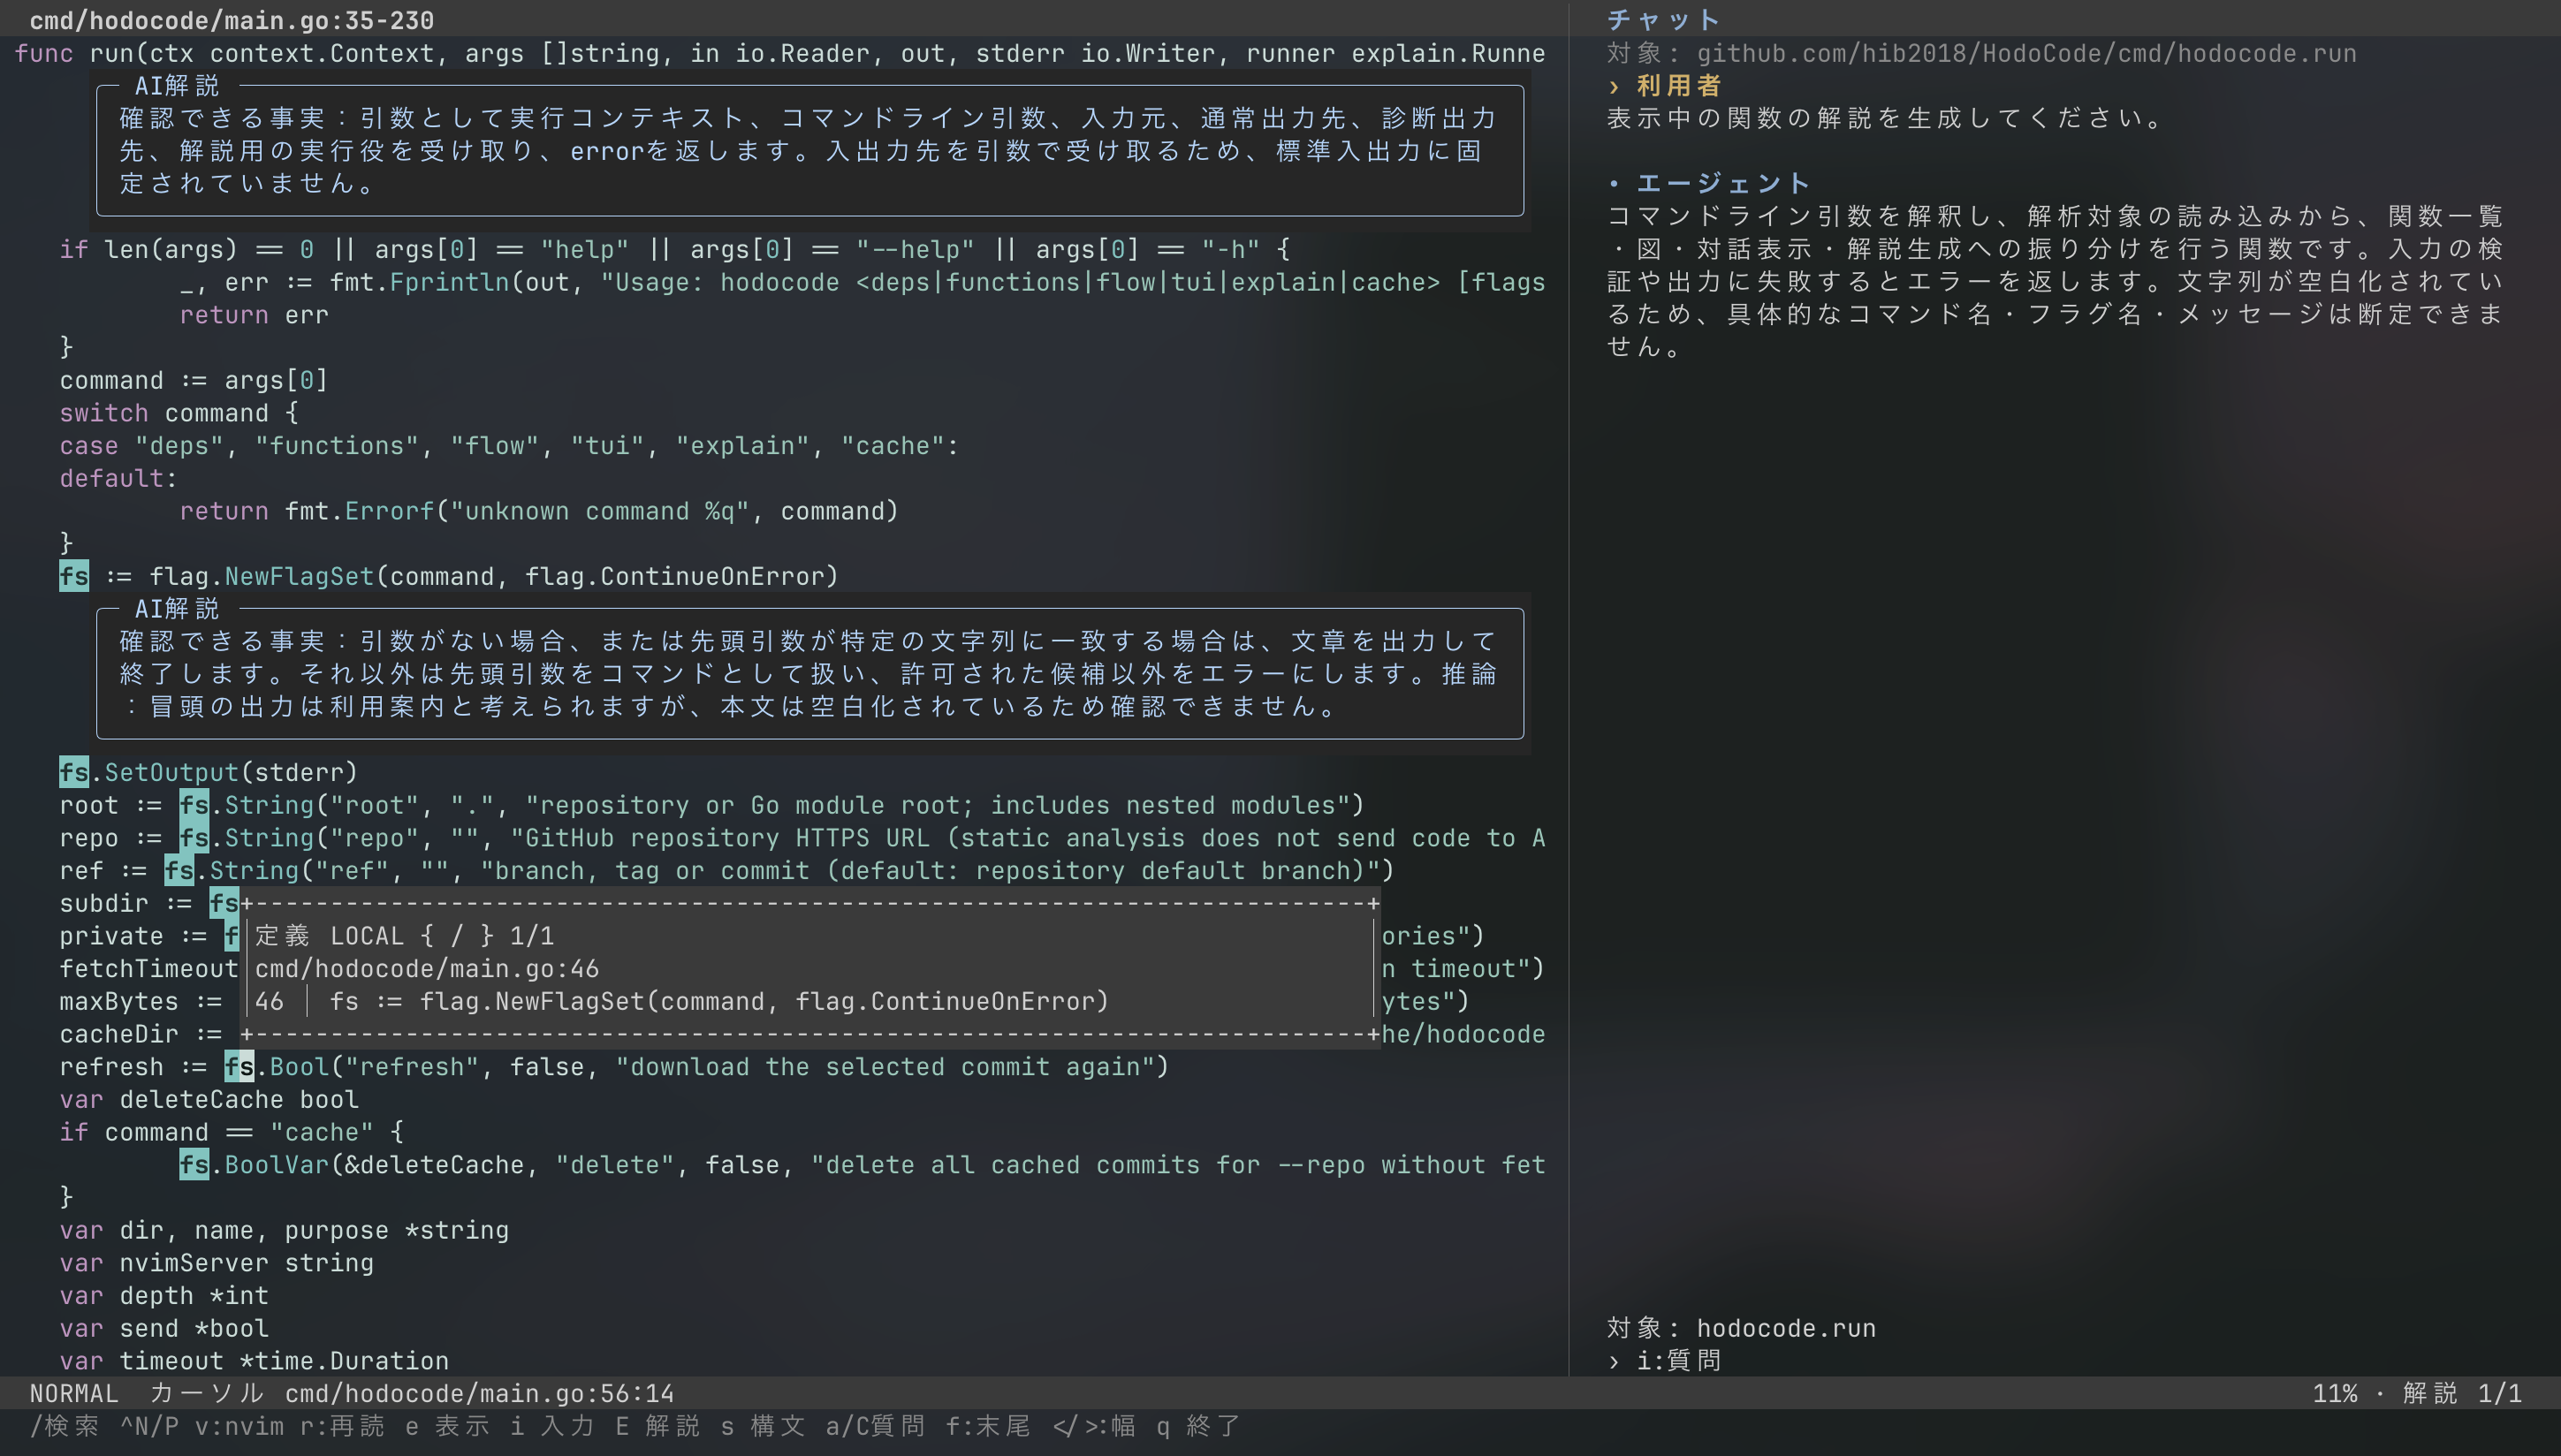 cmd/hodocode/main.go:35-230
func run(ctx context.Context, args []string, in io.Reader, out, stderr io.Writer, runner explain.Runne
AI解説
確認できる事実：引数として実行コンテキスト、コマンドライン引数、入力元、通常出力先、診断出力
先、解説用の実行役を受け取り、errorを返します。入出力先を引数で受け取るため、標準入出力に固
定されていません。
if len(args) == 0 || args[0] == "help" || args[0] == "--help" || args[0] == "-h" {
_, err := fmt.Fprintln(out, "Usage: hodocode <deps|functions|flow|tui|explain|cache> [flags
return err
}
command := args[0]
switch command {
case "deps", "functions", "flow", "tui", "explain", "cache":
default:
return fmt.Errorf("unknown command %q", command)
}
fs := flag.NewFlagSet(command, flag.ContinueOnError)
AI解説
確認できる事実：引数がない場合、または先頭引数が特定の文字列に一致する場合は、文章を出力して
終了します。それ以外は先頭引数をコマンドとして扱い、許可された候補以外をエラーにします。推論
：冒頭の出力は利用案内と考えられますが、本文は空白化されているため確認できません。
fs.SetOutput(stderr)
root := fs.String("root", ".", "repository or Go module root; includes nested modules")
repo := fs.String("repo", "", "GitHub repository HTTPS URL (static analysis does not send code to A
ref := fs.String("ref", "", "branch, tag or commit (default: repository default branch)")
subdir := fs
private := f ories")
fetchTimeout n timeout")
maxBytes := ytes")
cacheDir := he/hodocode
定義 LOCAL { / } 1/1
cmd/hodocode/main.go:46
46 │ fs := flag.NewFlagSet(command, flag.ContinueOnError)
refresh := fs.Bool("refresh", false, "download the selected commit again")
var deleteCache bool
if command == "cache" {
fs.BoolVar(&deleteCache, "delete", false, "delete all cached commits for --repo without fet
}
var dir, name, purpose *string
var nvimServer string
var depth *int
var send *bool
var timeout *time.Duration
チャット
対象: github.com/hib2018/HodoCode/cmd/hodocode.run
› 利用者
表示中の関数の解説を生成してください。
• エージェント
コマンドライン引数を解釈し、解析対象の読み込みから、関数一覧
・図・対話表示・解説生成への振り分けを行う関数です。入力の検
証や出力に失敗するとエラーを返します。文字列が空白化されてい
るため、具体的なコマンド名・フラグ名・メッセージは断定できま
せん。
対象: hodocode.run
› i:質問
NORMAL カーソル cmd/hodocode/main.go:56:14
11% · 解説 1/1
/検索 ^N/P v:nvim r:再読 e 表示 i 入力 E 解説 s 構文 a/C質問 f:末尾 </>:幅 q 終了